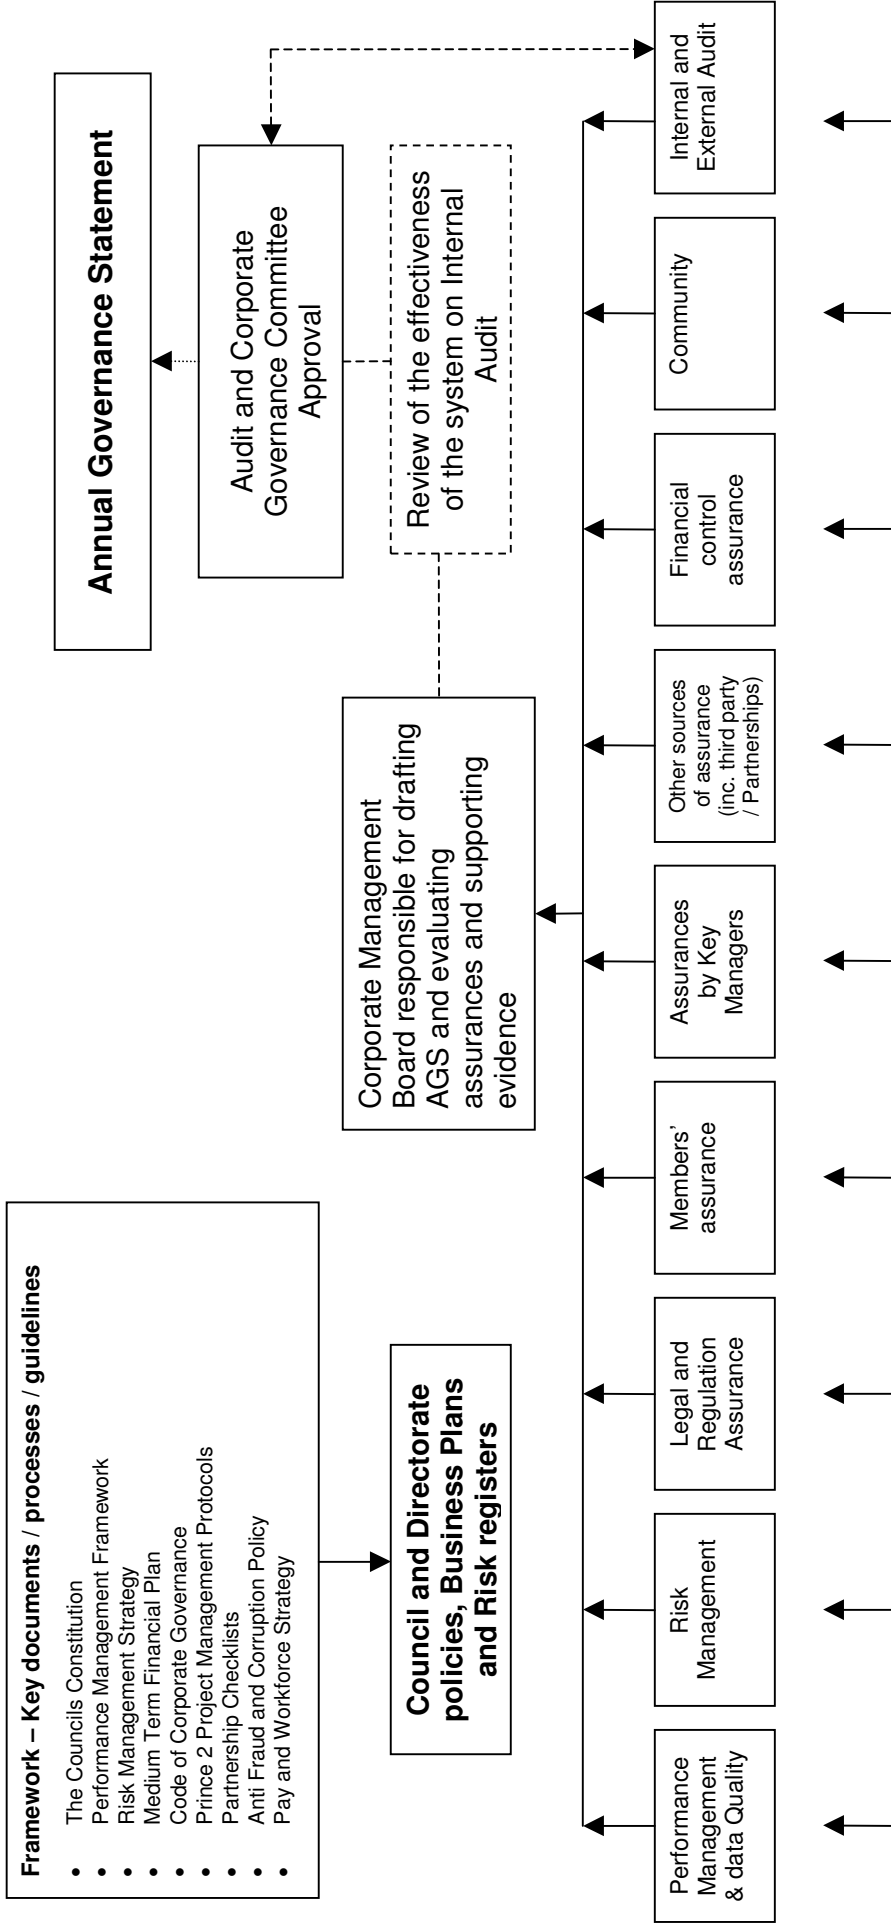 Framework – Key documents / processes / guidelines
• The Councils Constitution
• Performance Management Framework
• Risk Management Strategy
• Medium Term Financial Plan
• Code of Corporate Governance
• Prince 2 Project Management Protocols
• Partnership Checklists
• Anti Fraud and Corruption Policy
• Pay and Workforce Strategy
Annual Governance Statement
Audit and Corporate
Governance Committee
Approval
Council and Directorate
policies, Business Plans
and Risk registers
Corporate Management
Board responsible for drafting
AGS and evaluating
assurances and supporting
evidence
Review of the effectiveness
of the system on Internal
Audit
Performance
Management
& data Quality
Risk
Management
Legal and
Regulation
Assurance
Members’
assurance
Assurances
by Key
Managers
Other sources
of assurance
(inc. third party
/ Partnerships)
Financial
control
assurance
Community
Internal and
External Audit